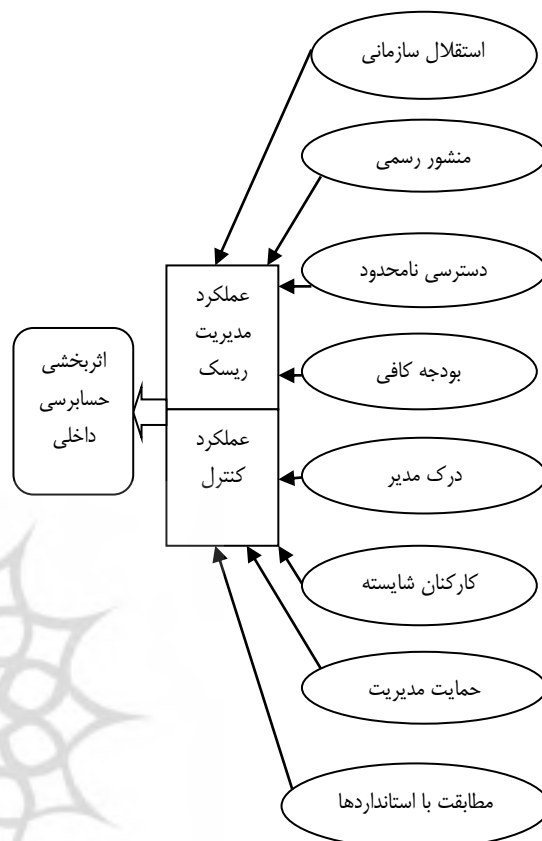 استقلال سازمانی
منشور رسمی
دسترسی نامحدود
بودجه کافی
درک مدیر
کارکنان شایسته
حمایت مدیریت
مطابقت با استانداردها
عملکرد
مدیریت
ریسک
عملکرد
کنترل
اثربخشی
حسابرسی
داخلی